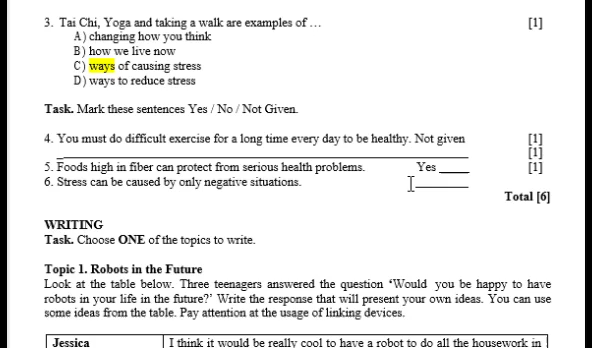 3. Tai Chi, Yoga and taking a walk are examples of … [1]
A) changing how you think
B) how we live now
C) ways of causing stress
D) ways to reduce stress
Task. Mark these sentences Yes / No / Not Given.
4. You must do difficult exercise for a long time every day to be healthy. Not given [1]
[1]
5. Foods high in fiber can protect from serious health problems. Yes ____ [1]
6. Stress can be caused by only negative situations. ________
Total [6]
WRITING
Task. Choose ONE of the topics to write.
Topic 1. Robots in the Future
Look at the table below. Three teenagers answered the question ‘Would you be happy to have
robots in your life in the future?’ Write the response that will present your own ideas. You can use
some ideas from the table. Pay attention at the usage of linking devices.
Jessica I think it would be really cool to have a robot to do all the housework in